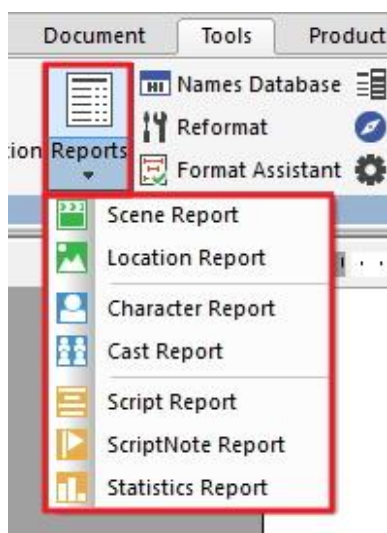 Document Tools Product
Names Database
Reformat
tion Reports
Format Assistant
Scene Report
Location Report
Character Report
Cast Report
Script Report
ScriptNote Report
Statistics Report